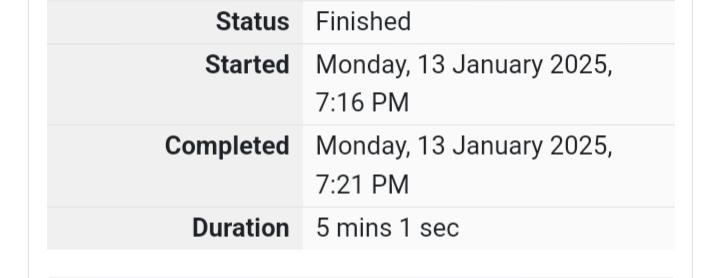 Status Finished
Started Monday, 13 January 2025,
7:16 PM
Completed Monday, 13 January 2025,
7:21 PM
Duration 5 mins 1 sec